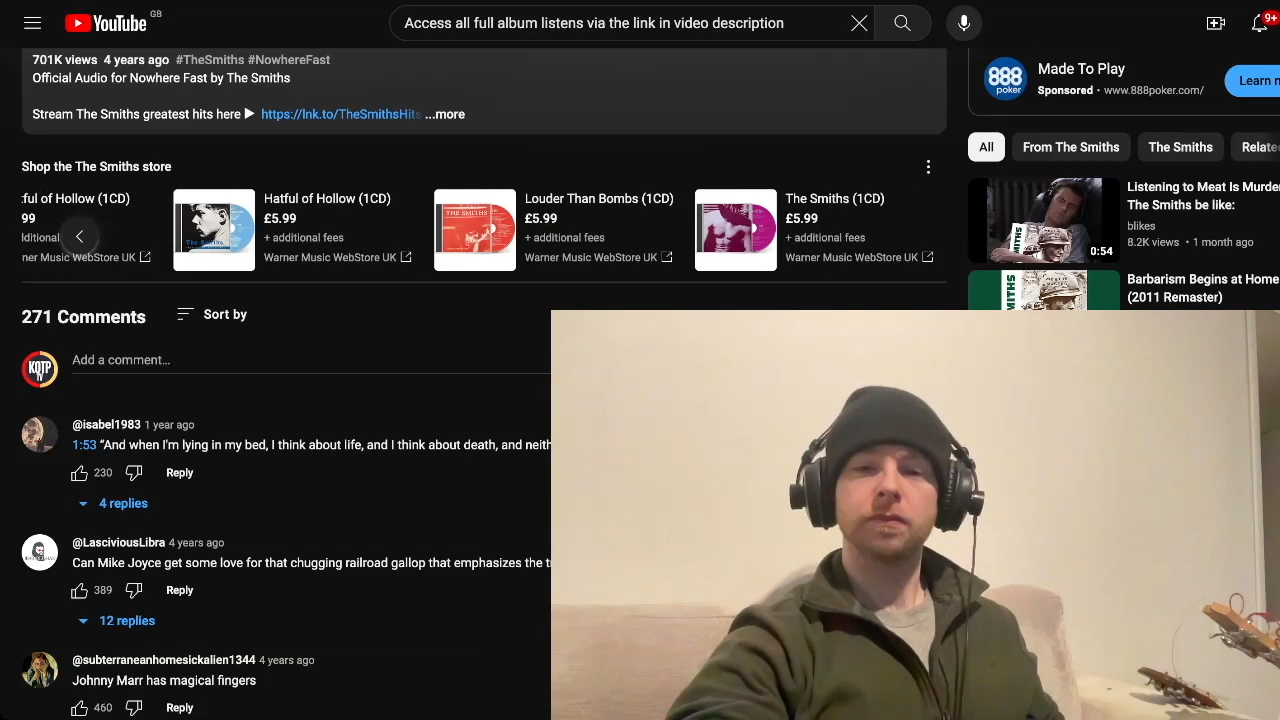 YouTube GB
Access all full album listens via the link in video description
9+
701K views 4 years ago #TheSmiths #NowhereFast
Official Audio for Nowhere Fast by The Smiths
Stream The Smiths greatest hits here ▶ https://lnk.to/TheSmithsHits ...more
888 poker
Made To Play
Sponsored · www.888poker.com/
Learn
All
From The Smiths
The Smiths
Shop the The Smiths store
ful of Hollow (1CD)
99
ner Music WebStore UK
Hatful of Hollow (1CD)
£5.99
+ additional fees
Warner Music WebStore UK
Louder Than Bombs (1CD)
£5.99
+ additional fees
Warner Music WebStore UK
The Smiths (1CD)
£5.99
+ additional fees
Warner Music WebStore UK
Listening to Meat Is Murder
The Smiths be like:
blikes
8.2K views · 1 month ago
0:54
Barbarism Begins at Home
(2011 Remaster)
271 Comments
Sort by
KQTP TV
Add a comment...
@isabel1983 1 year ago
1:53 “And when I'm lying in my bed, I think about life, and I think about death, and neith
230 Reply
4 replies
@LasciviousLibra 4 years ago
Can Mike Joyce get some love for that chugging railroad gallop that emphasizes the
389 Reply
12 replies
@subterraneanhomesickalien1344 4 years ago
Johnny Marr has magical fingers
460 Reply